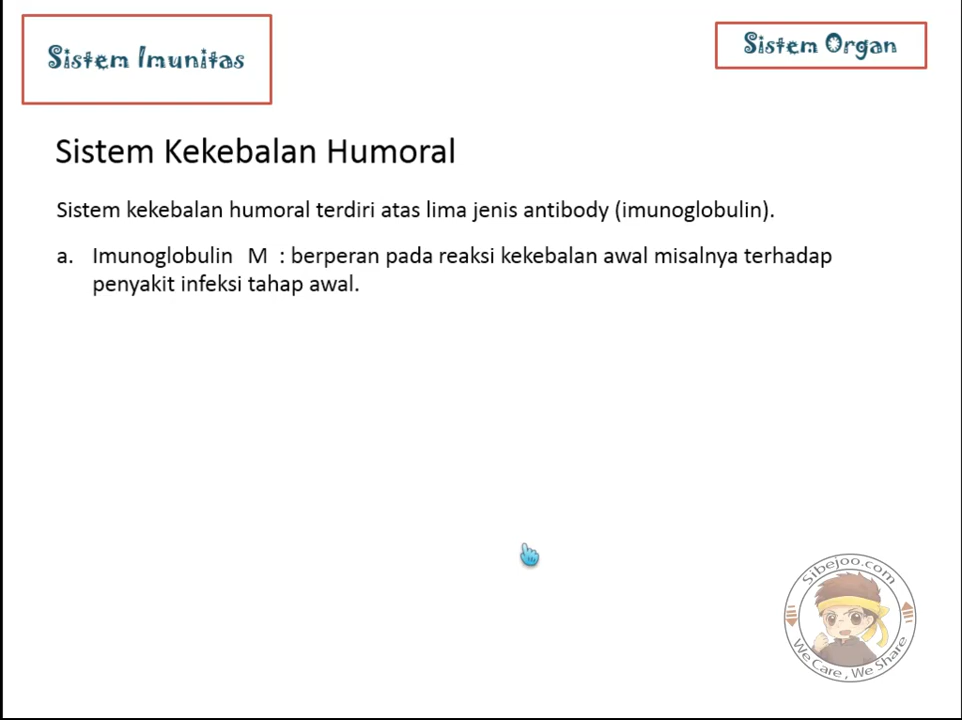 Sistem Imunitas
Sistem Organ
Sistem Kekebalan Humoral
Sistem kekebalan humoral terdiri atas lima jenis antibody (imunoglobulin).
a. Imunoglobulin M : berperan pada reaksi kekebalan awal misalnya terhadap
penyakit infeksi tahap awal.
Sibejoo.com
We Care , We Share